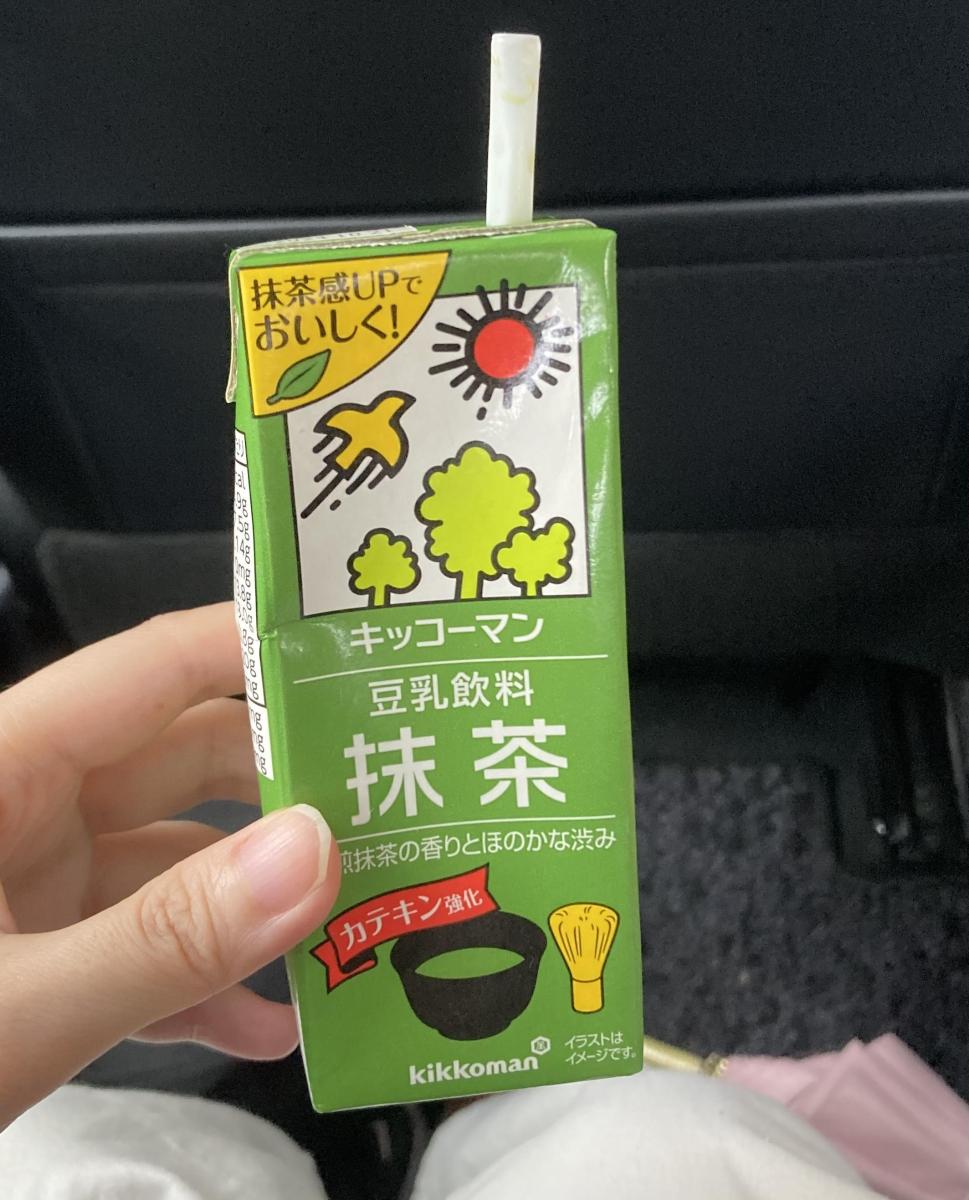 抹茶感UPで
おいしく!
キッコーマン
豆乳飲料
抹茶
煎抹茶の香りとほのかな渋み
カテキン強化
kikkoman
イラストは
イメージです。